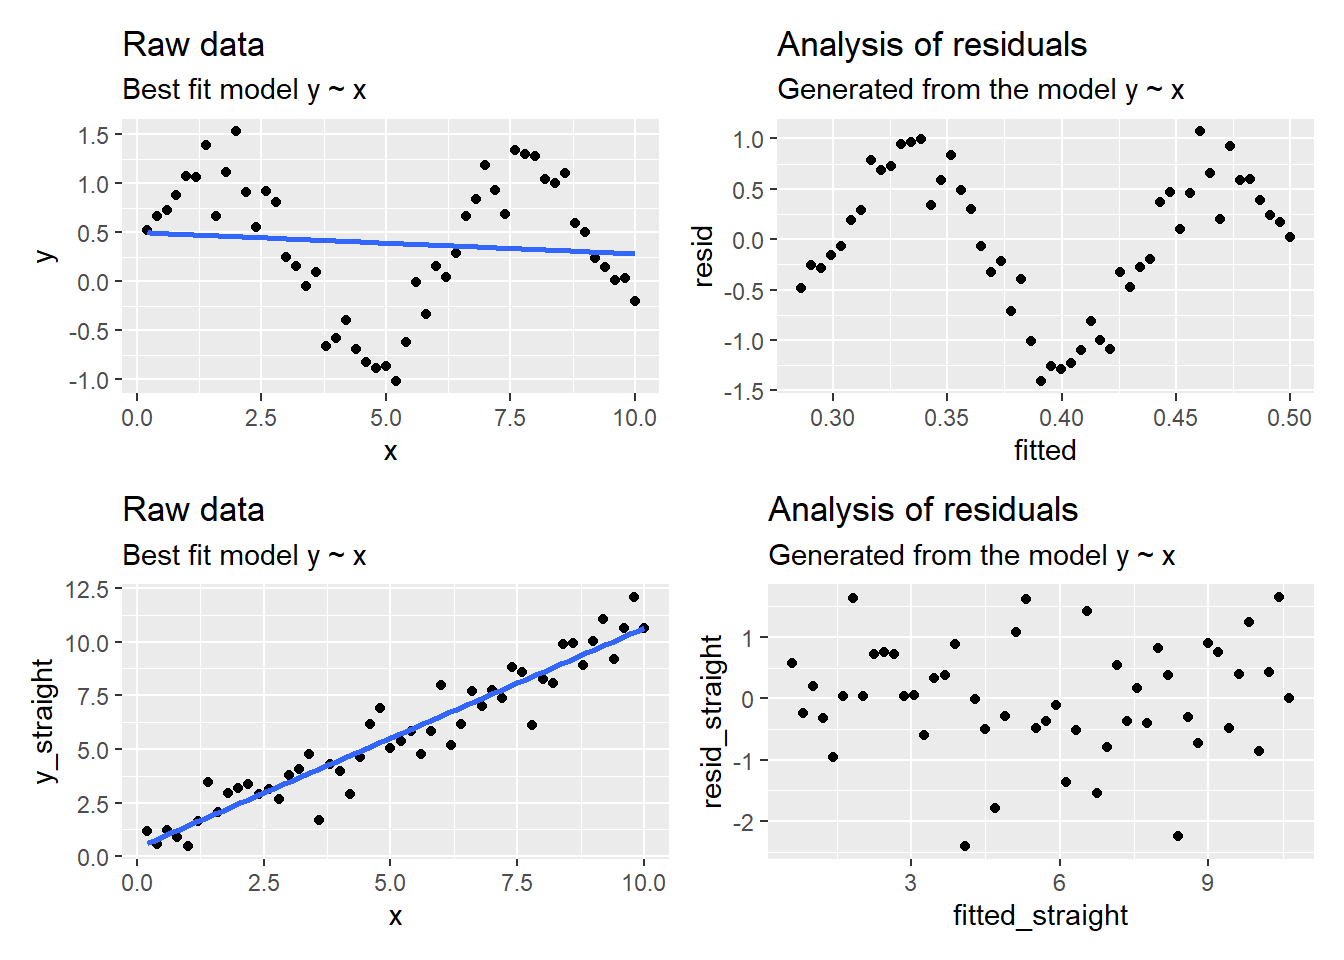 Raw data
Best fit model y ~ x
1.5
1.0
0.5
0.0
-0.5
-1.0
y
0.0 2.5 5.0 7.5 10.0
x
Analysis of residuals
Generated from the model y ~ x
1.0
0.5
0.0
-0.5
-1.0
-1.5
resid
0.30 0.35 0.40 0.45 0.50
fitted
Raw data
Best fit model y ~ x
12.5
10.0
7.5
5.0
2.5
0.0
y_straight
0.0 2.5 5.0 7.5 10.0
x
Analysis of residuals
Generated from the model y ~ x
1
0
-1
-2
resid_straight
3 6 9
fitted_straight